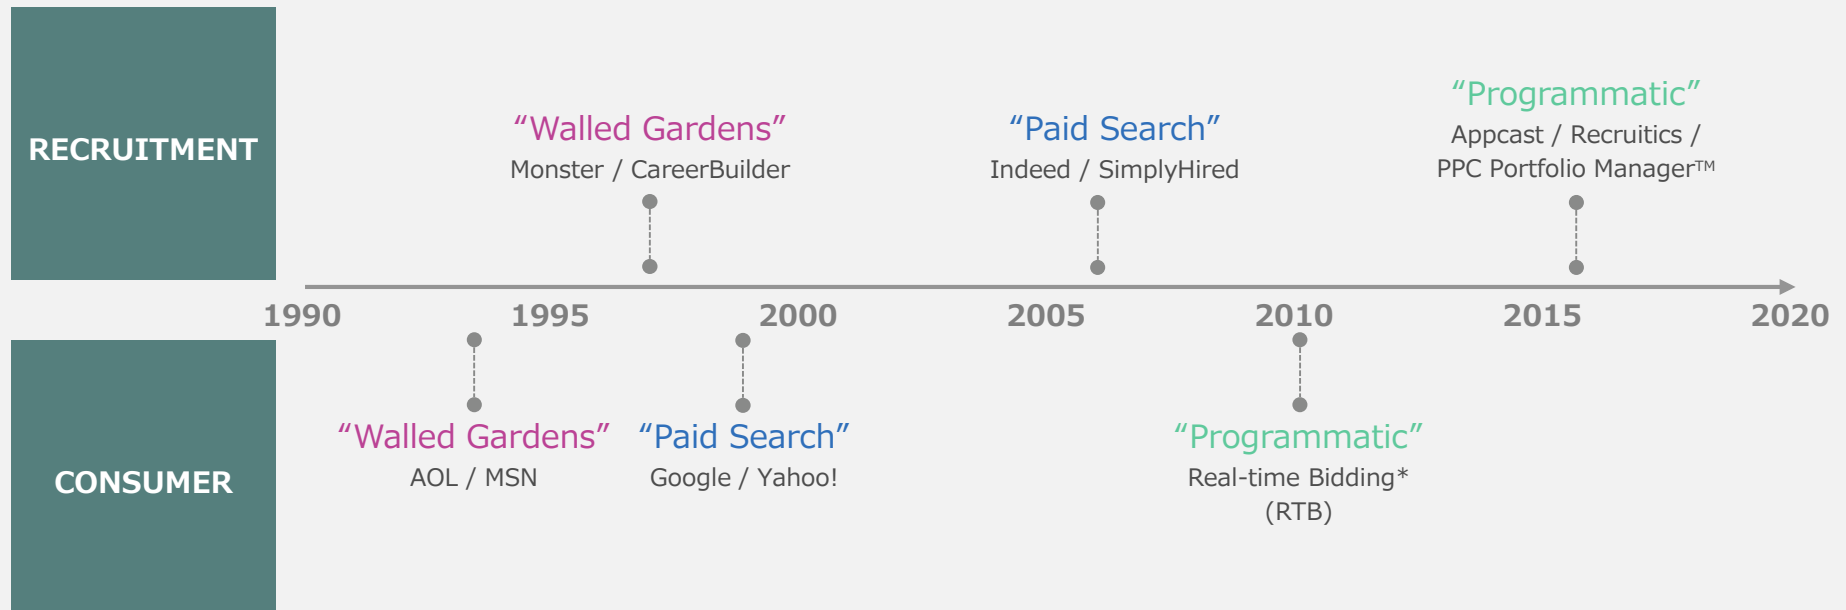 RECRUITMENT
“Walled Gardens”
Monster / CareerBuilder
“Paid Search”
Indeed / SimplyHired
“Programmatic”
Appcast / Recruitics /
PPC Portfolio Manager™
1990 1995 2000 2005 2010 2015 2020
CONSUMER
“Walled Gardens”
AOL / MSN
“Paid Search”
Google / Yahoo!
“Programmatic”
Real-time Bidding*
(RTB)